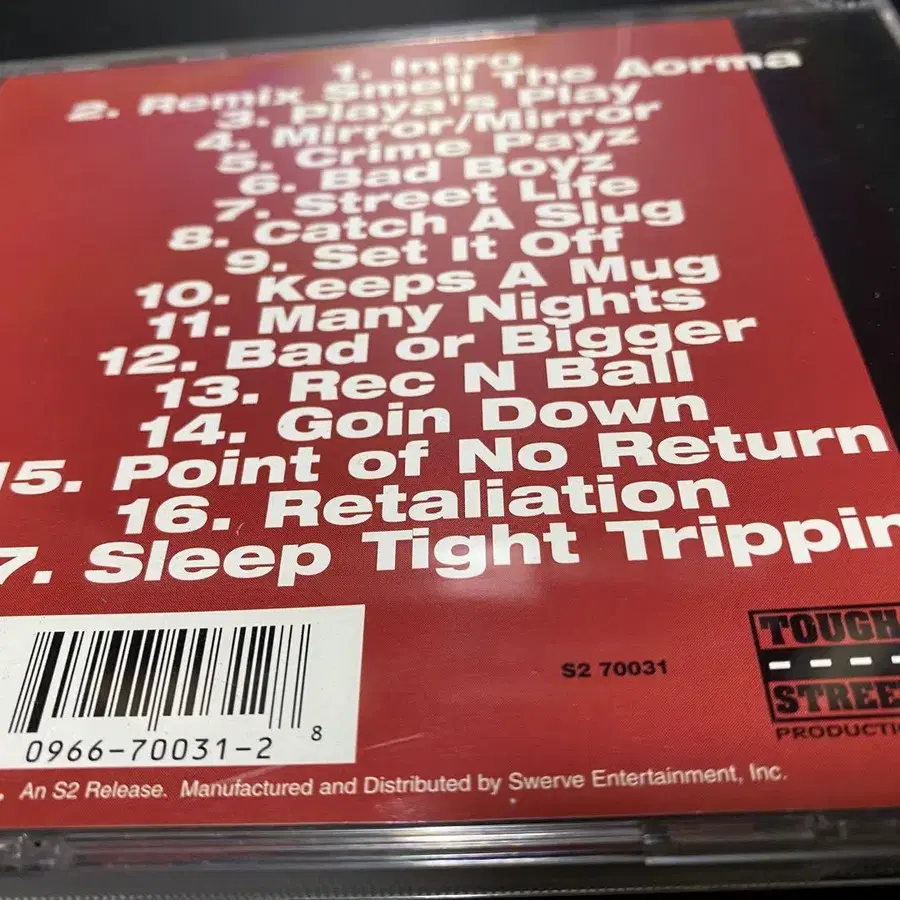 1. Intro
2. Remix Smell The Aorma
3. Playa's Play
4. Mirror/Mirror
5. Crime Payz
6. Bad Boyz
7. Street Life
8. Catch A Slug
9. Set It Off
10. Keeps A Mug
11. Many Nights
12. Bad or Bigger
13. Rec N Ball
14. Goin Down
15. Point of No Return
16. Retaliation
7. Sleep Tight Trippin
S2 70031
TOUGH
STREE
PRODUCTI
0966-70031-2 8
. An S2 Release. Manufactured and Distributed by Swerve Entertainment, Inc.